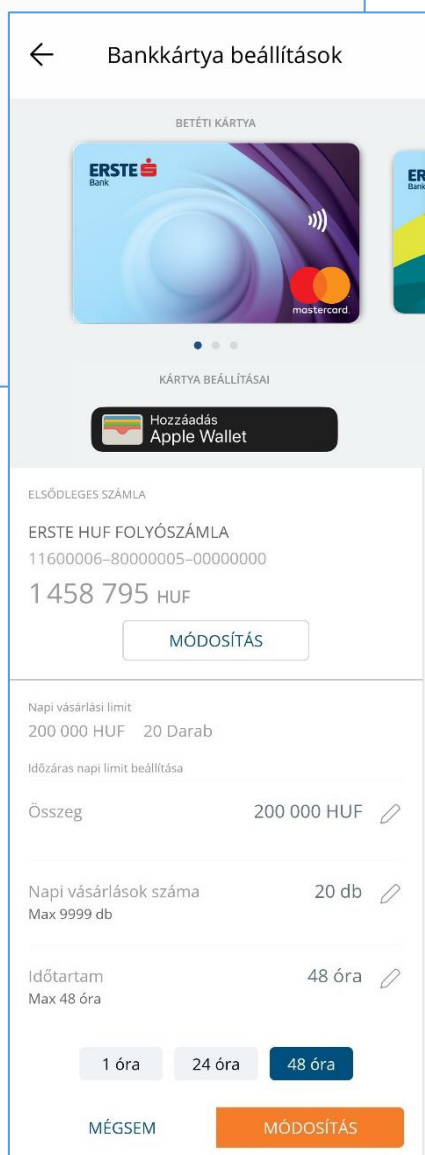 Bankkártya beállítások
BETÉTI KÁRTYA
ERSTE
Bank
mastercard.
ER
Bank
KÁRTYA BEÁLLÍTÁSAI
Hozzáadás
Apple Wallet
ELSŐDLEGES SZÁMLA
ERSTE HUF FOLYÓSZÁMLA
11600006–80000005–00000000
1 458 795 HUF
MÓDOSÍTÁS
Napi vásárlási limit
200 000 HUF 20 Darab
Időzáras napi limit beállítása
Összeg 200 000 HUF
Napi vásárlások száma 20 db
Max 9999 db
Időtartam 48 óra
Max 48 óra
1 óra 24 óra 48 óra
MÉGSEM MÓDOSÍTÁS